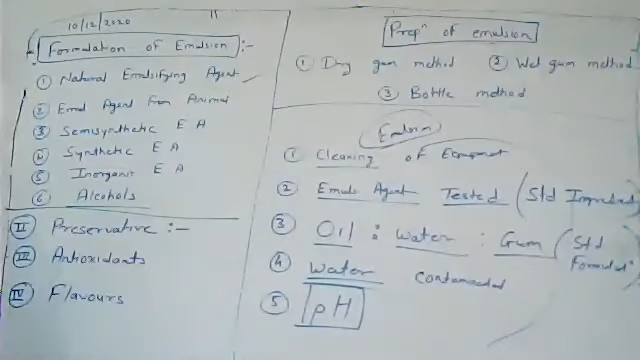 10/12/2020
Formulation of Emulsion :-
① Natural Emulsifying Agent
② Emul Agent from Animal
③ Semisynthetic E A
④ Synthetic E A
⑤ Inorganic E A
⑥ Alcohols
II Preservative :-
III Antioxidants
IV Flavours
Prepⁿ of emulsion
① Dry gum method ② Wet gum method
③ Bottle method
① Cleaning of Equipment
② Emuls Agent Tested (Std
③ Oil : Water : Gum (Std
④ Water
⑤ pH